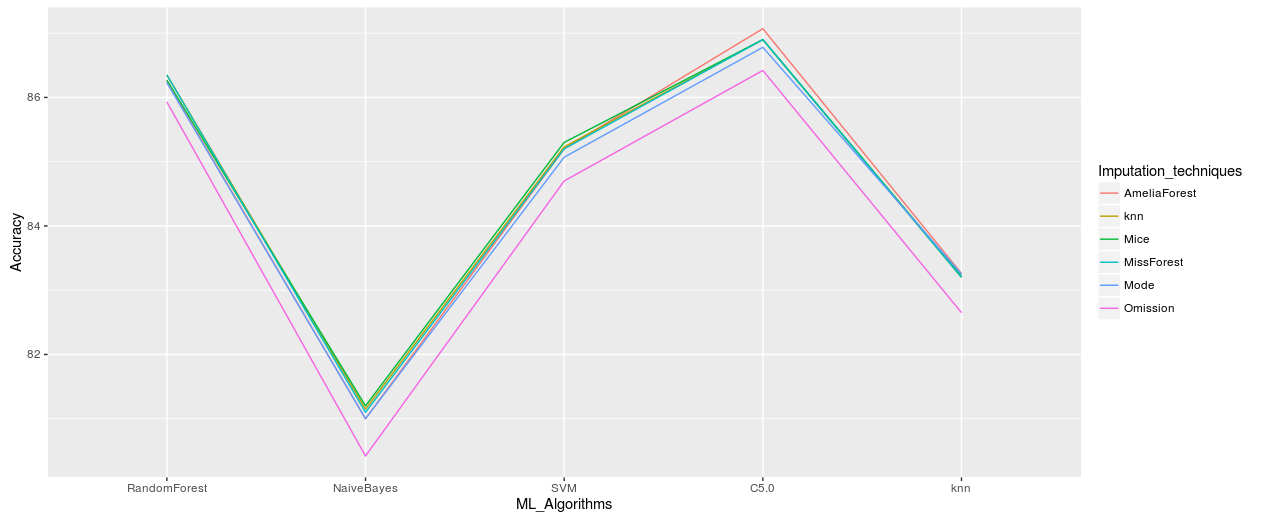 Accuracy
86
84
82
RandomForest NaiveBayes SVM C5.0 knn
ML_Algorithms
Imputation_techniques
AmeliaForest
knn
Mice
MissForest
Mode
Omission